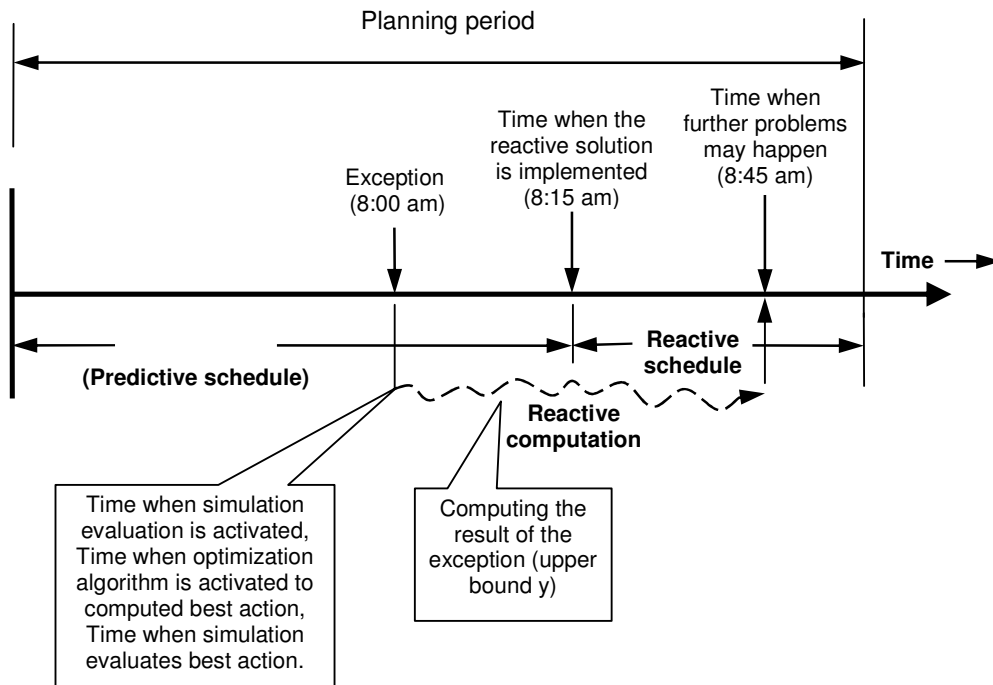 Planning period
Time when
further problems
may happen
(8:45 am)
Time when the
reactive solution
is implemented
(8:15 am)
Exception
(8:00 am)
Time
(Predictive schedule)
Reactive
schedule
Reactive
computation
Time when simulation
evaluation is activated,
Time when optimization
algorithm is activated to
computed best action,
Time when simulation
evaluates best action.
Computing the
result of the
exception (upper
bound y)